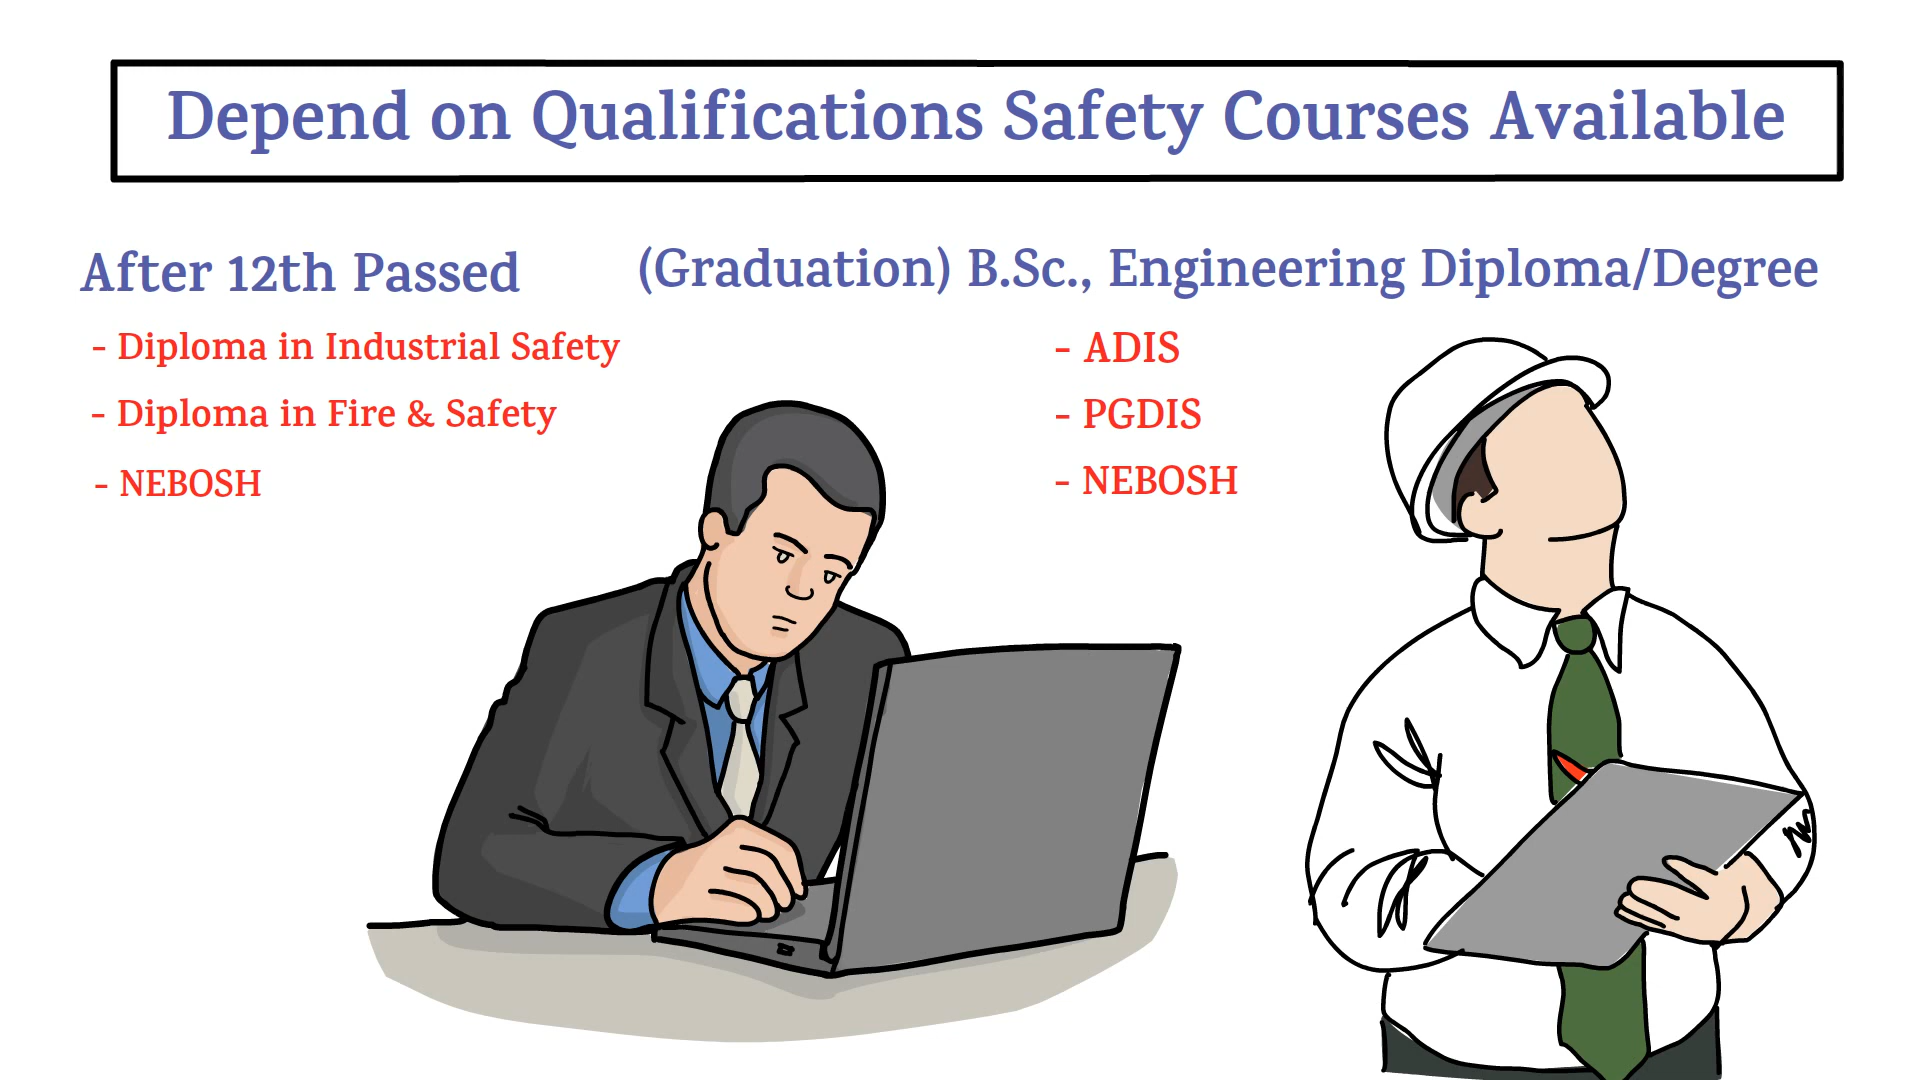 Depend on Qualifications Safety Courses Available
After 12th Passed
- Diploma in Industrial Safety
- Diploma in Fire & Safety
- NEBOSH
(Graduation) B.Sc., Engineering Diploma/Degree
- ADIS
- PGDIS
- NEBOSH